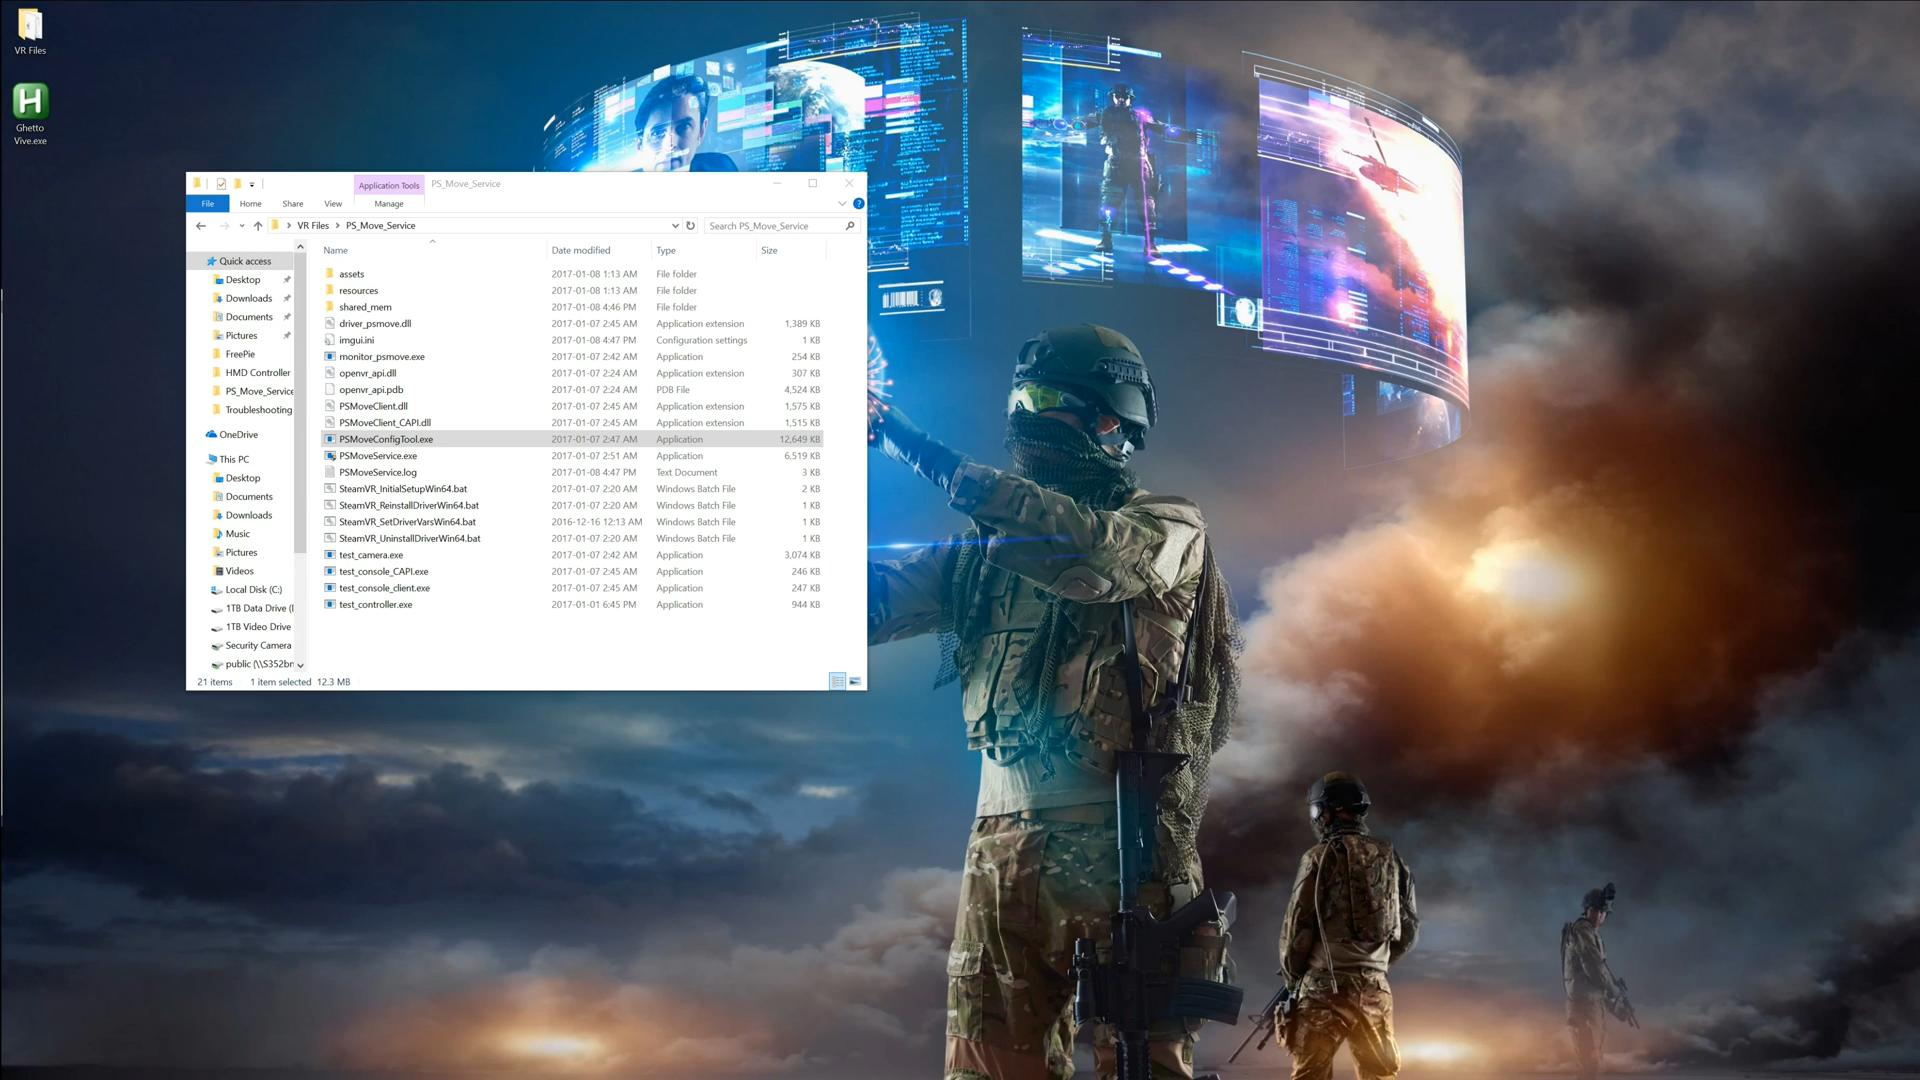 VR Files
Ghetto
Vive.exe
Application Tools PS_Move_Service
File Home Share View Manage
VR Files PS_Move_Service Search PS_Move_Service
Name Date modified Type Size
Quick access
Desktop
Downloads
Documents
Pictures
FreePie
HMD Controller
PS_Move_Service
Troubleshooting
OneDrive
This PC
Desktop
Documents
Downloads
Music
Pictures
Videos
Local Disk (C:)
1TB Data Drive (
1TB Video Drive
Security Camera
public (\\S352b
assets 2017-01-08 1:13 AM File folder
resources 2017-01-08 1:13 AM File folder
shared_mem 2017-01-08 4:46 PM File folder
driver_psmove.dll 2017-01-07 2:45 AM Application extension 1,389 KB
imgui.ini 2017-01-08 4:47 PM Configuration settings 1 KB
monitor_psmove.exe 2017-01-07 2:42 AM Application 254 KB
openvr_api.dll 2017-01-07 2:24 AM Application extension 307 KB
openvr_api.pdb 2017-01-07 2:24 AM PDB File 4,524 KB
PSMoveClient.dll 2017-01-07 2:45 AM Application extension 1,575 KB
PSMoveClient_CAPI.dll 2017-01-07 2:45 AM Application extension 1,515 KB
PSMoveConfigTool.exe 2017-01-07 2:47 AM Application 12,649 KB
PSMoveService.exe 2017-01-07 2:51 AM Application 6,519 KB
PSMoveService.log 2017-01-08 4:47 PM Text Document 3 KB
SteamVR_InitialSetupWin64.bat 2017-01-07 2:20 AM Windows Batch File 2 KB
SteamVR_ReinstallDriverWin64.bat 2017-01-07 2:20 AM Windows Batch File 1 KB
SteamVR_SetDriverVarsWin64.bat 2016-12-16 12:13 AM Windows Batch File 1 KB
SteamVR_UninstallDriverWin64.bat 2017-01-07 2:20 AM Windows Batch File 1 KB
test_camera.exe 2017-01-07 2:42 AM Application 3,074 KB
test_console_CAPI.exe 2017-01-07 2:45 AM Application 246 KB
test_console_client.exe 2017-01-07 2:45 AM Application 247 KB
test_controller.exe 2017-01-01 6:45 PM Application 944 KB
21 items 1 item selected 12.3 MB